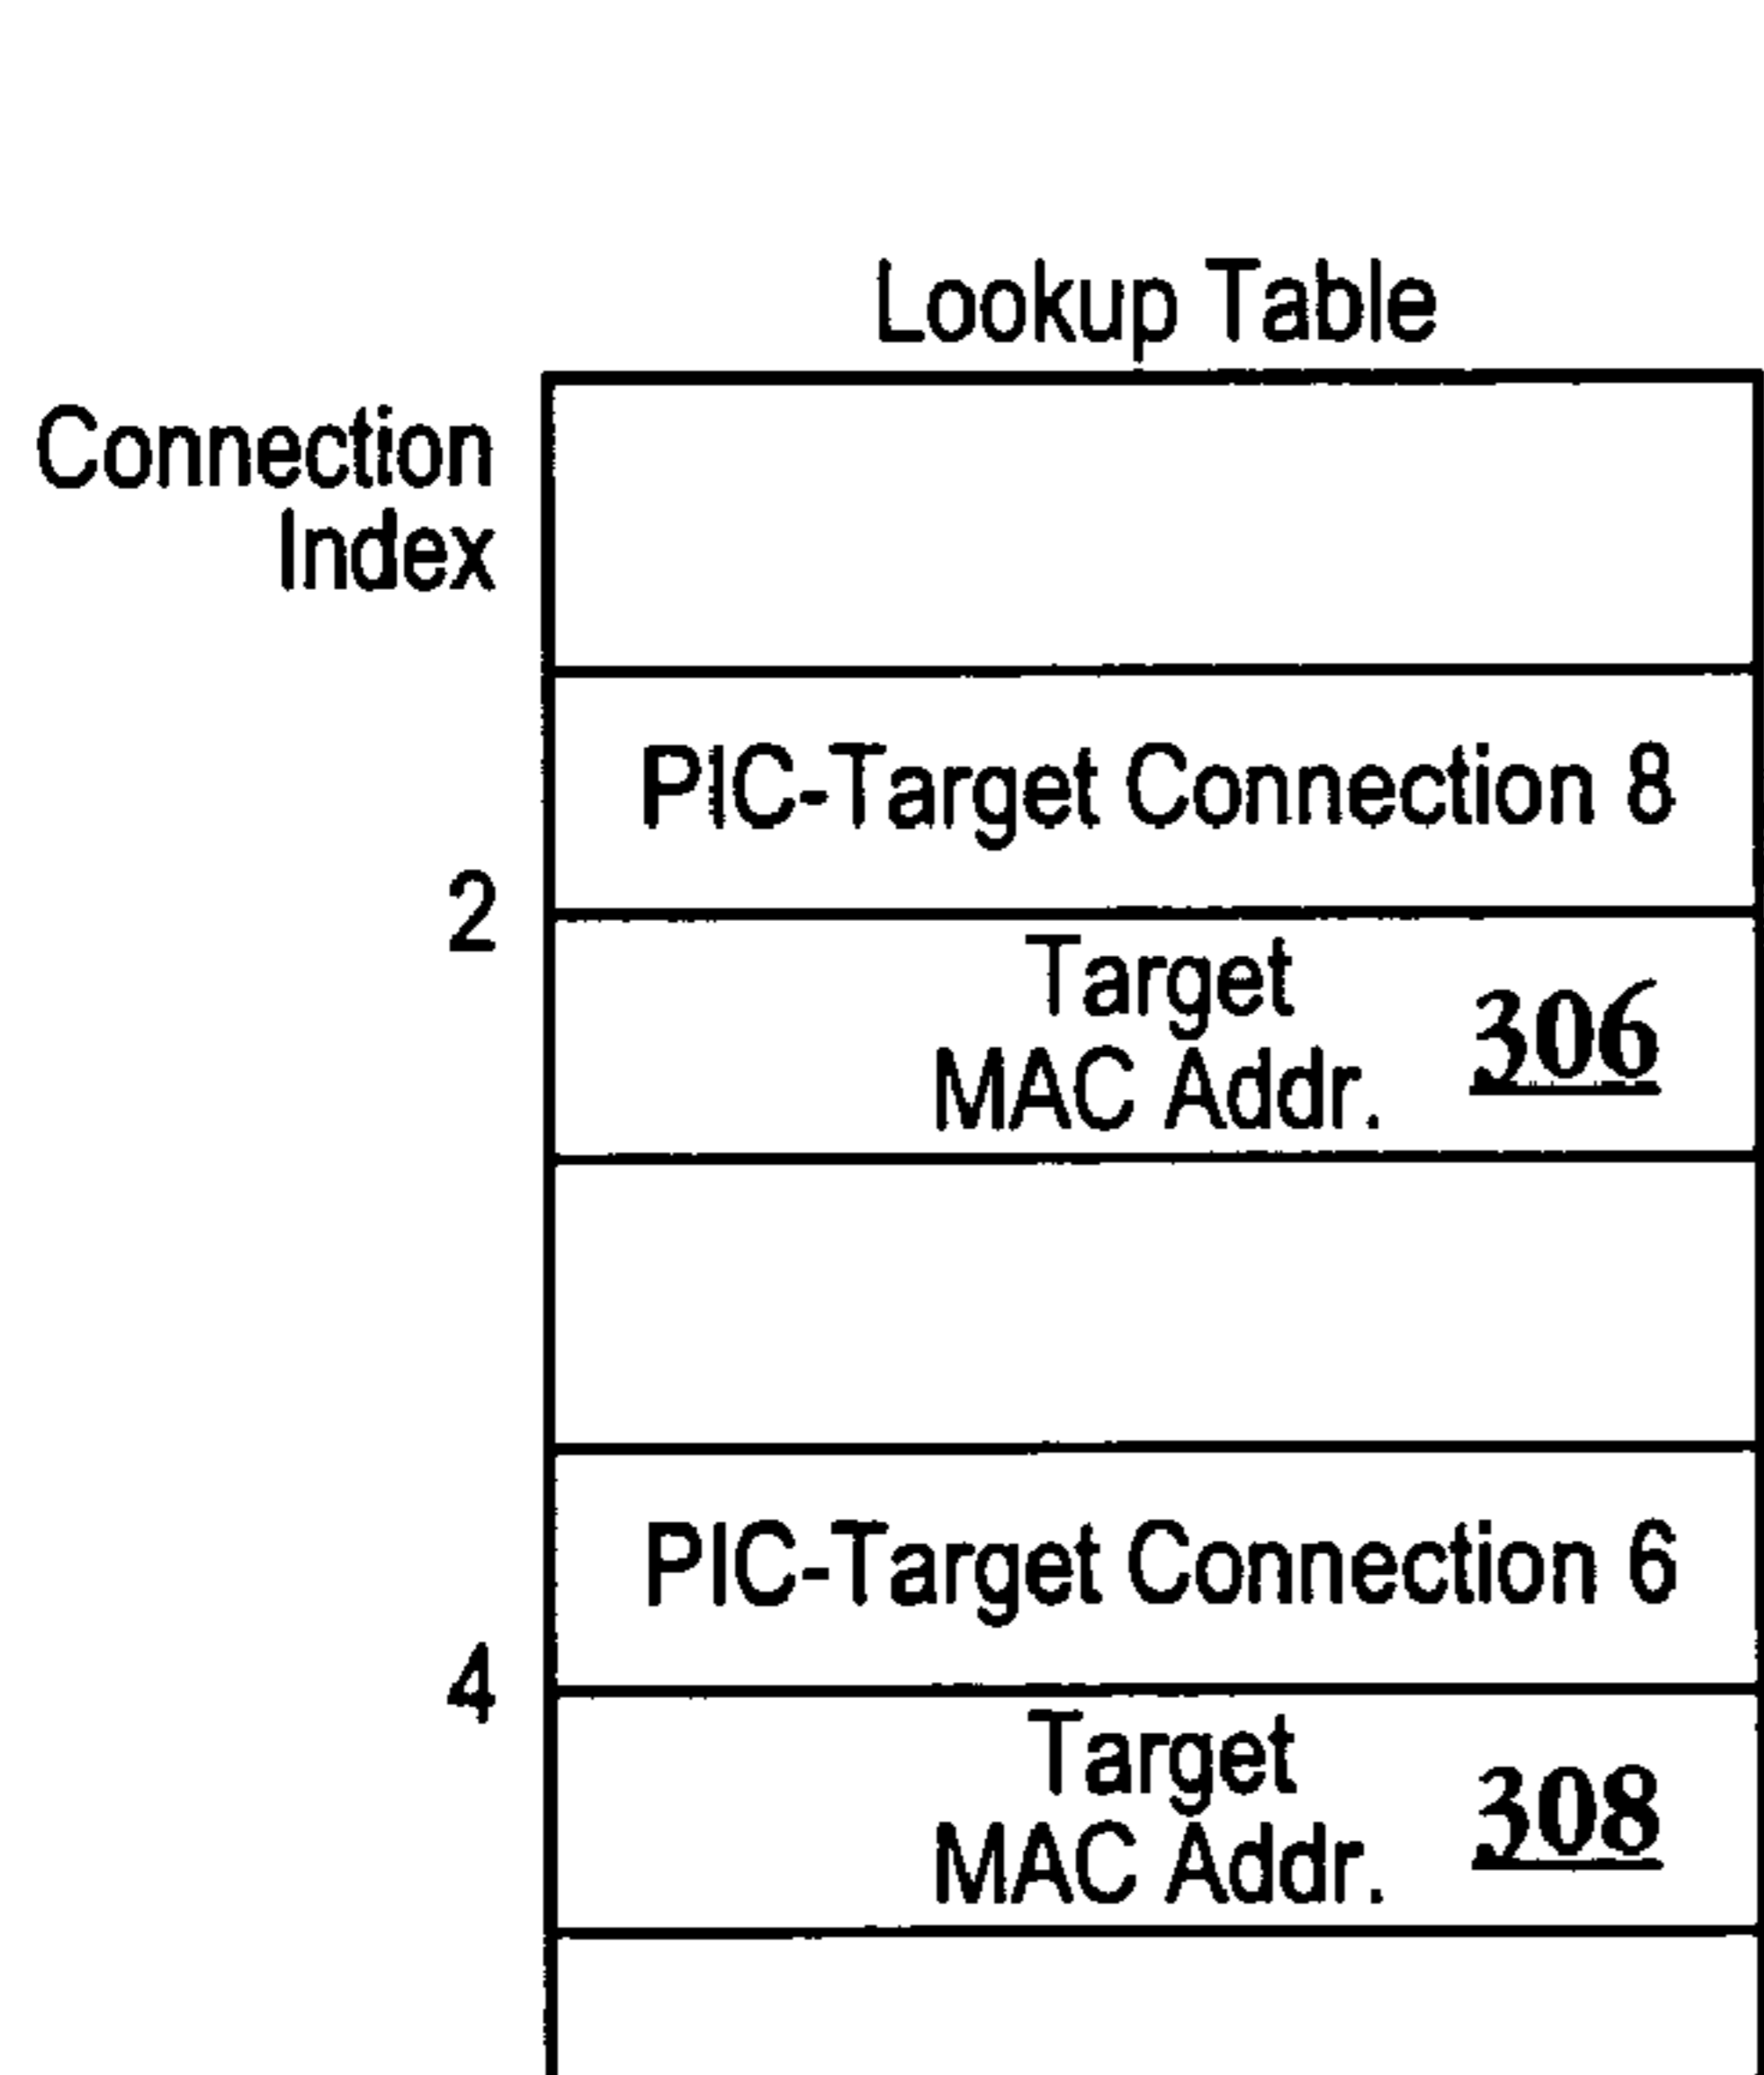 Lookup Table
Connection
Index
PIC-Target Connection 8
2
Target
MAC Addr. 306
PIC-Target Connection 6
4
Target
MAC Addr. 308